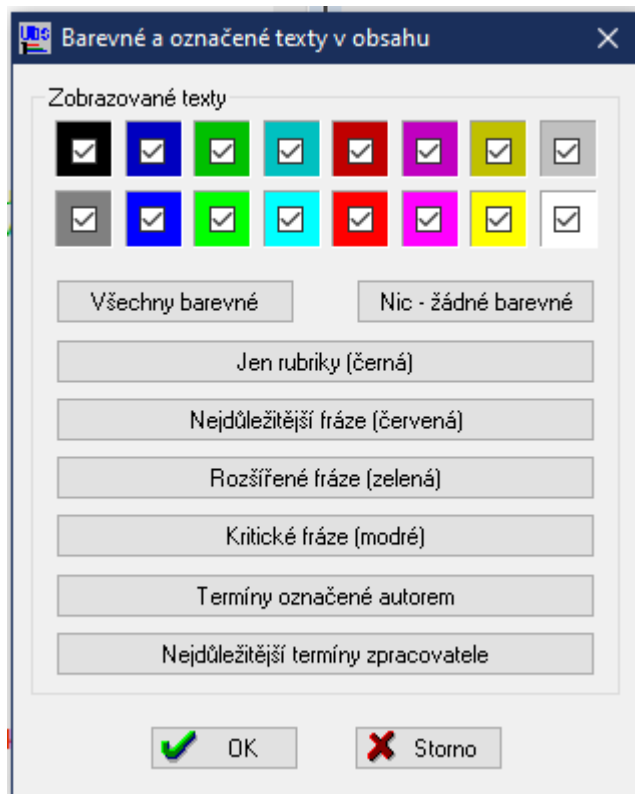 Barevné a označené texty v obsahu
Zobrazované texty
Všechny barevné
Nic - žádné barevné
Jen rubriky (černá)
Nejdůležitější fráze (červená)
Rozšířené fráze (zelená)
Kritické fráze (modré)
Termíny označené autorem
Nejdůležitější termíny zpracovatele
OK
Storno